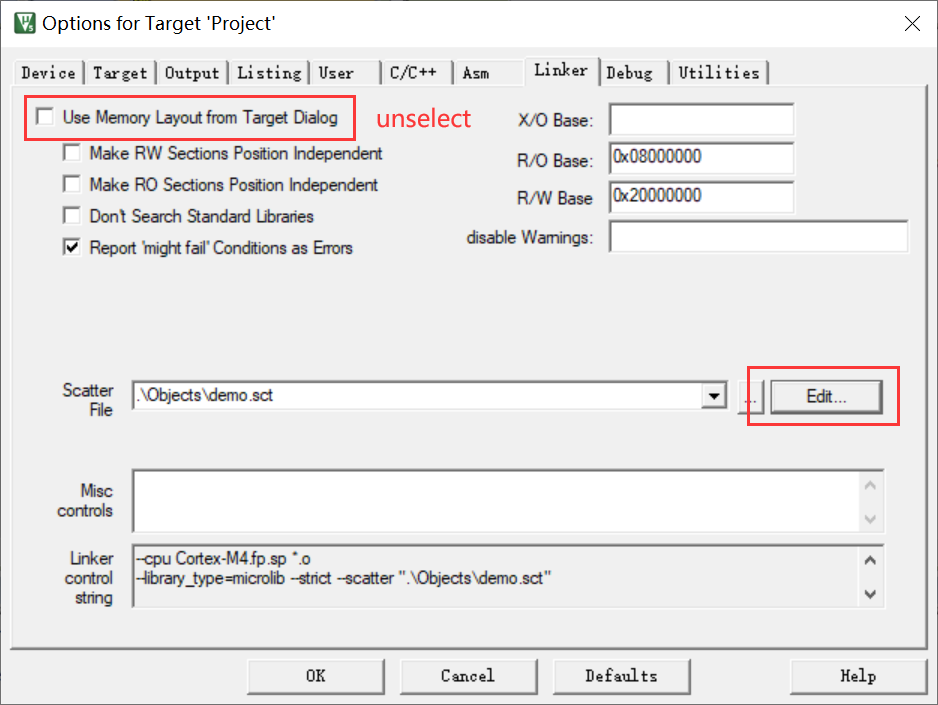 Options for Target 'Project'
Device Target Output Listing User C/C++ Asm Linker Debug Utilities
Use Memory Layout from Target Dialog
unselect
Make RW Sections Position Independent
Make RO Sections Position Independent
Don't Search Standard Libraries
Report 'might fail' Conditions as Errors
X/O Base:
R/O Base: 0x08000000
R/W Base 0x20000000
disable Warnings:
Scatter
File
.\Objects\demo.sct
...
Edit...
Misc
controls
Linker
control
string
--cpu Cortex-M4.fp.sp *.o
--library_type=microlib --strict --scatter ".\Objects\demo.sct"
OK Cancel Defaults Help